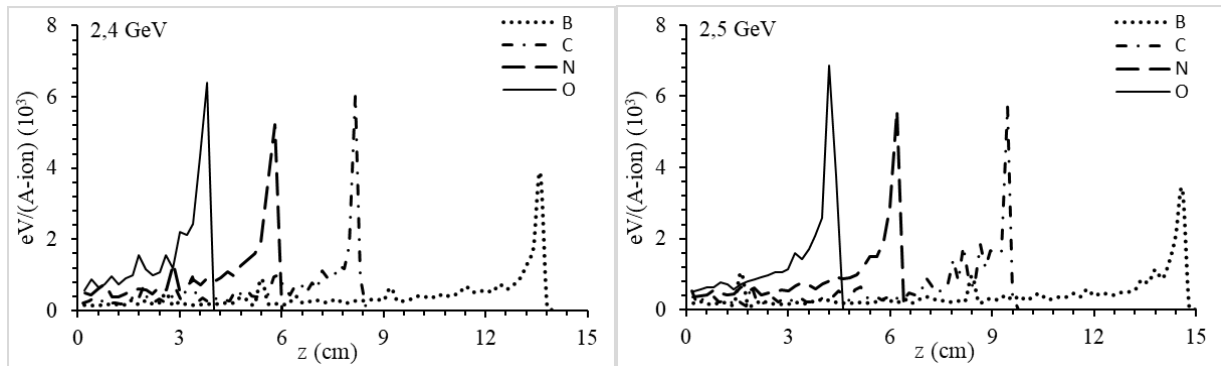 2,4 GeV
B
C
N
O
eV/(A-ion) (10³)
8
6
4
2
0
0 3 6 9 12 15
z (cm)
2,5 GeV
B
C
N
O
eV/(A-ion) (10³)
8
6
4
2
0
0 3 6 9 12 15
z (cm)